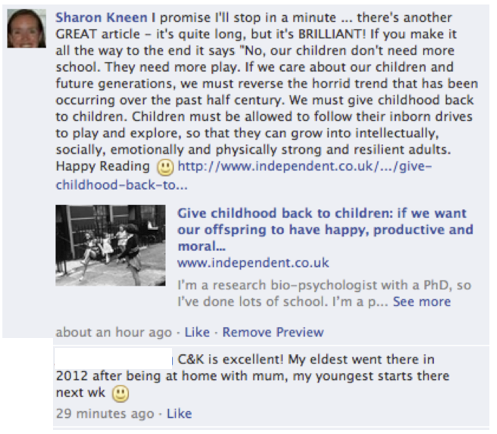 Sharon Kneen I promise I'll stop in a minute ... there's another
GREAT article - it's quite long, but it's BRILLIANT! If you make it
all the way to the end it says "No, our children don't need more
school. They need more play. If we care about our children and
future generations, we must reverse the horrid trend that has been
occurring over the past half century. We must give childhood back
to children. Children must be allowed to follow their inborn drives
to play and explore, so that they can grow into intellectually,
socially, emotionally and physically strong and resilient adults.
Happy Reading http://www.independent.co.uk/.../give-
childhood-back-to...
Give childhood back to children: if we want
our offspring to have happy, productive and
moral...
www.independent.co.uk
I'm a research bio-psychologist with a PhD, so
I've done lots of school. I'm a p... See more
about an hour ago · Like · Remove Preview
C&K is excellent! My eldest went there in
2012 after being at home with mum, my youngest starts there
next wk
29 minutes ago · Like